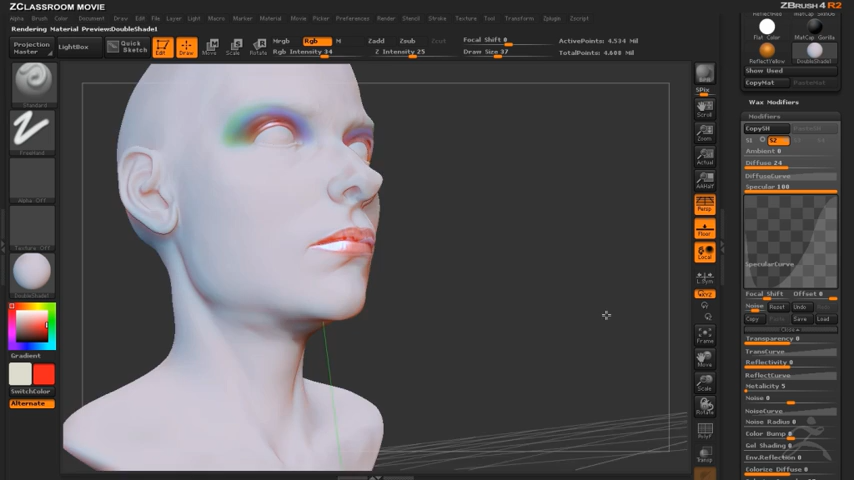 ZCLASSROOM MOVIE
ZBRUSH 4 R2
Alpha Brush Color Document Draw Edit File Layer Light Macro Marker Material Movie Picker Preferences Render Stencil Stroke Texture Tool Transform Zplugin Zscript
Rendering Material Preview:DoubleShade1
Projection Master
LightBox
Quick Sketch
Edit Draw Move Scale Rotate
Mrgb Rgb M
Rgb Intensity 34
Zadd Zsub
Z Intensity 25
Focal Shift 0
Draw Size 37
ActivePoints: 4.534 Mil
TotalPoints: 4.608 Mil
Standard
FreeHand
Alpha Off
Texture Off
DoubleShade1
Gradient
SwitchColor
Alternate
BPR
SPix
Scroll
Zoom
Actual
AAHalf
Persp
Floor
Local
L.Sym
XYZ
Frame
Move
Scale
Rotate
PolyF
Transp
Flat Color MatCap Gorilla
ReflectYellow DoubleShade1
Show Used
CopyMat PasteMat
Wax Modifiers
Modifiers
CopySH PasteSH
S1 S2
Ambient 0
Diffuse 24
DiffuseCurve
Specular 100
SpecularCurve
Focal Shift Offset 0
Noise Reset Undo
Copy Paste Save Load
Close
Transparency 0
TransCurve
Reflectivity 0
ReflectCurve
Metalicity 5
Noise 0
NoiseCurve
Noise Radius 0
Color Bump 0
Gel Shading 0
Env.Reflection 0
Colorize Diffuse 0